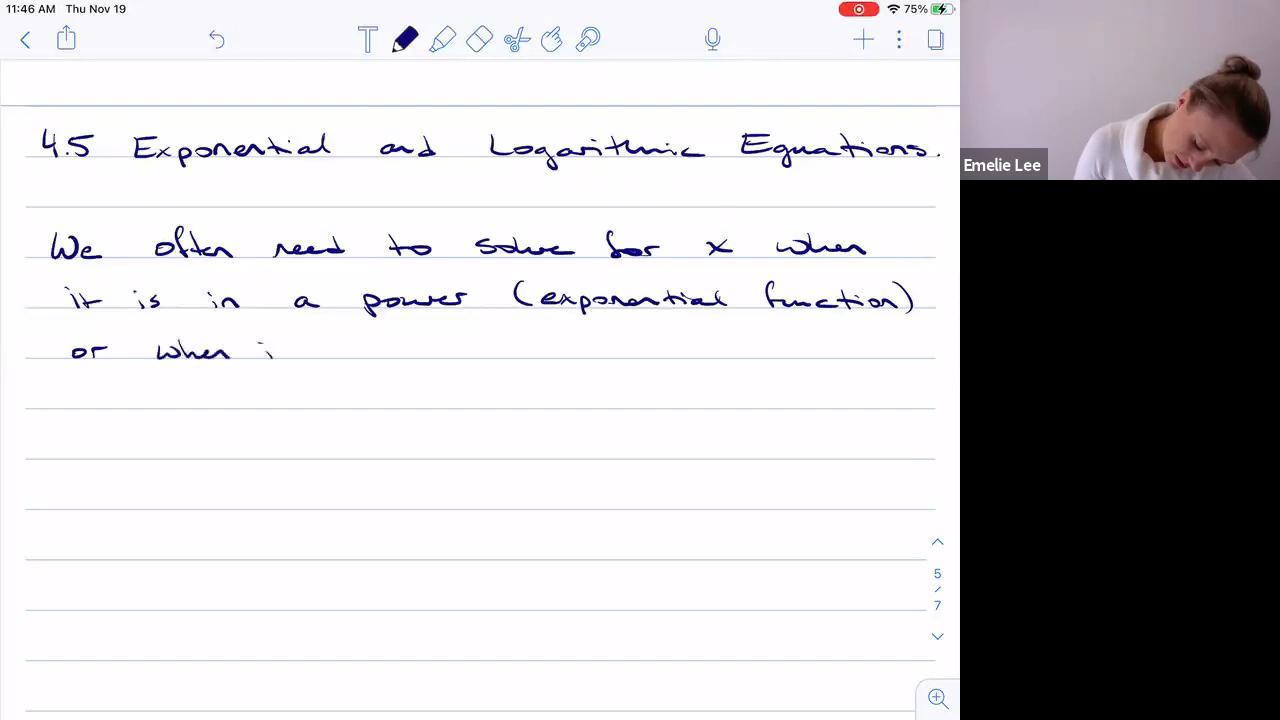 11:46 AM Thu Nov 19
75%
4.5 Exponential and Logarithmic Equations.
Emelie Lee
We often need to solve for x when
it is in a power (exponential function)
or when i
5
/
7